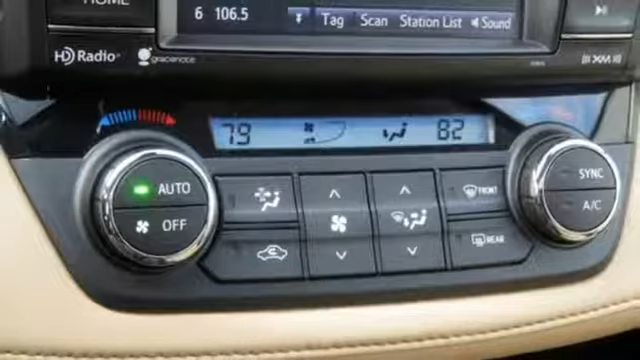 HOME
6 106.5
Tag Scan Station List Sound
HD Radio gracenote
XM
79 82
AUTO
OFF
FRONT
REAR
SYNC
A/C